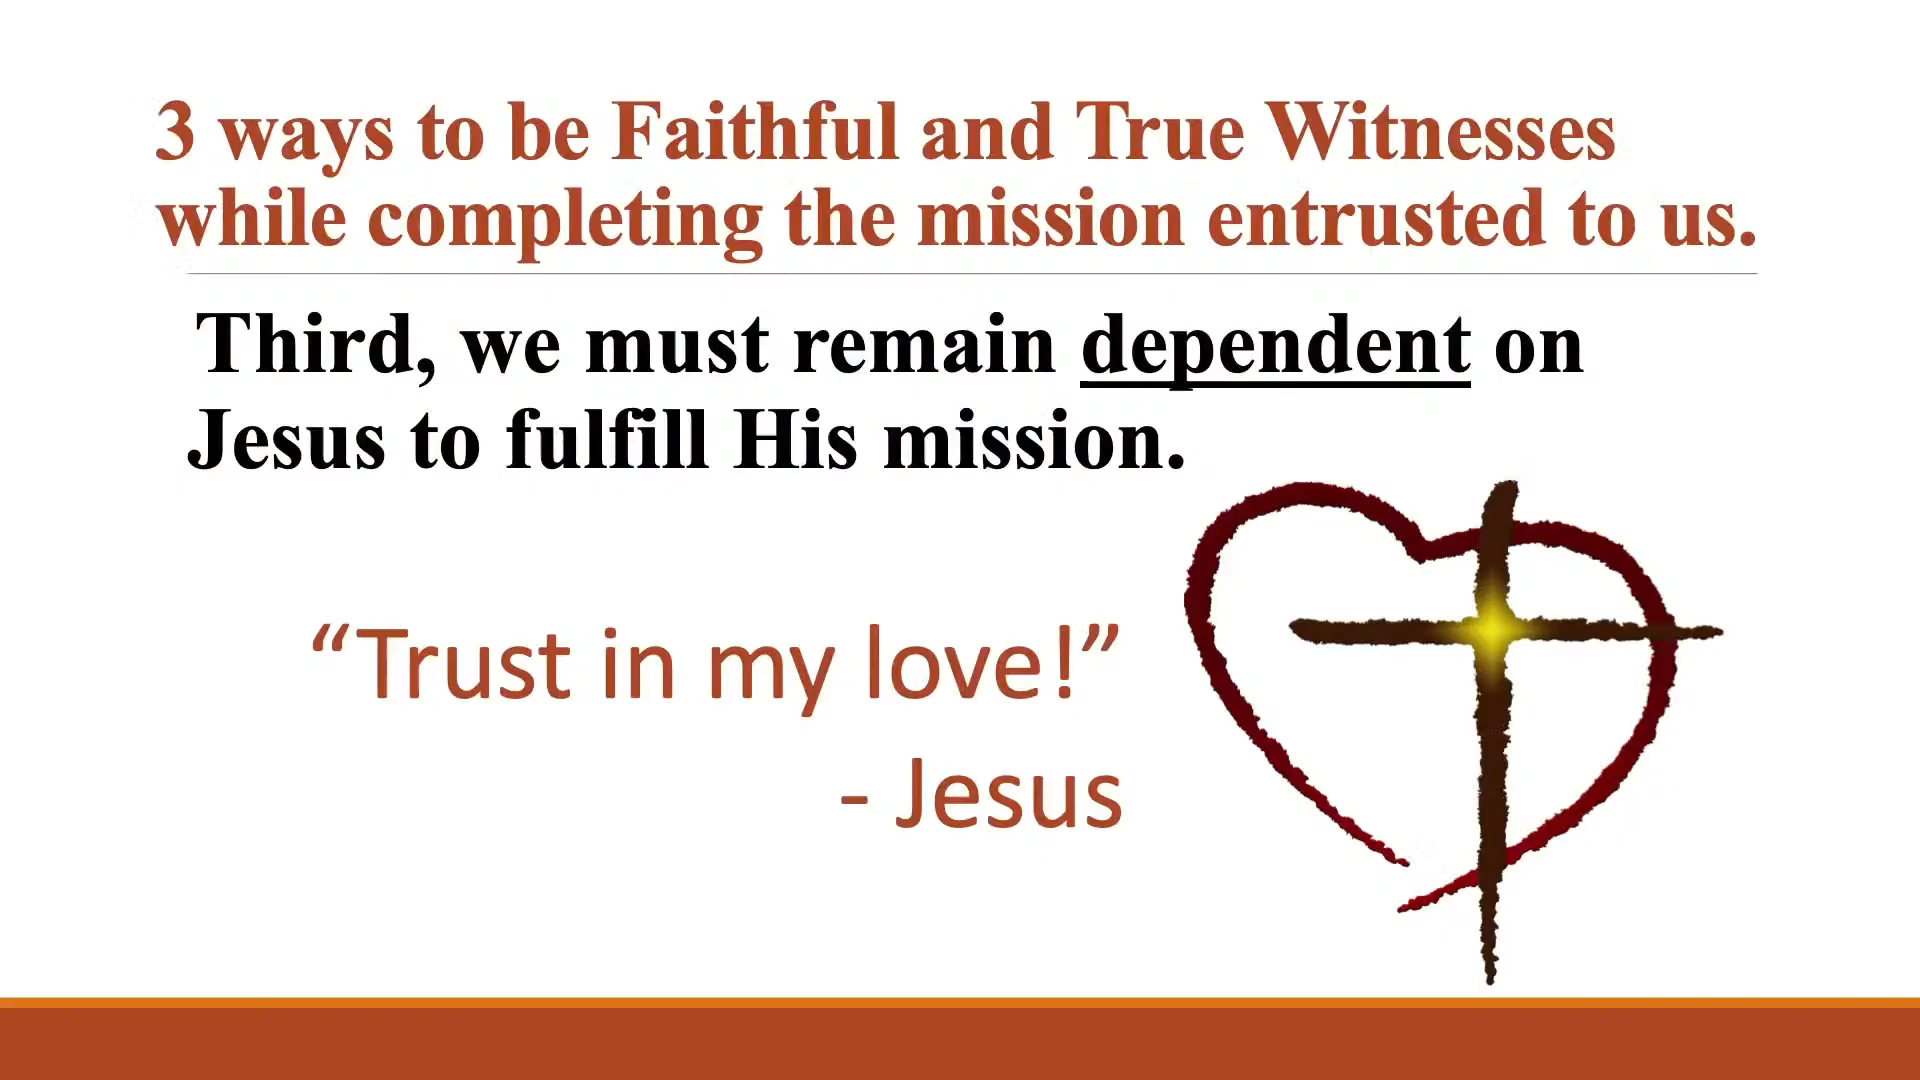 3 ways to be Faithful and True Witnesses
while completing the mission entrusted to us.
Third, we must remain dependent on
Jesus to fulfill His mission.
“Trust in my love!”
- Jesus